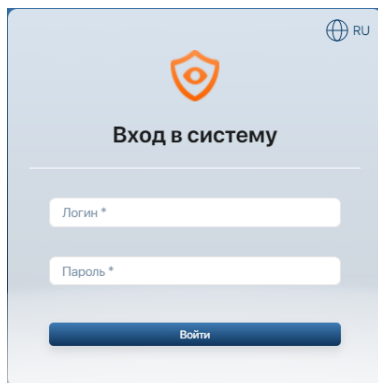 RU
Вход в систему
Логин *
Пароль *
Войти